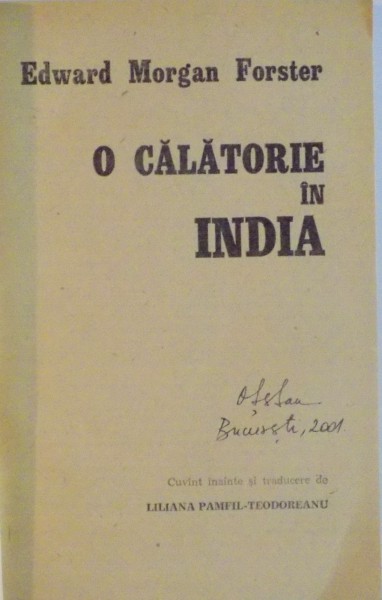 Edward Morgan Forster
O CĂLĂTORIE
ÎN
INDIA
București, 2001
Cuvînt înainte și traducere de
LILIANA PAMFIL-TEODOREANU